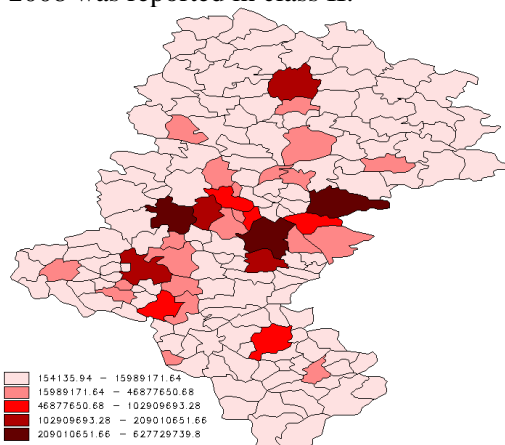 2008 was reported in class II.
154135.94 – 15989171.64
15989171.64 – 46877650.68
46877650.68 – 102909693.28
102909693.28 – 209010651.66
209010651.66 – 627729739.8